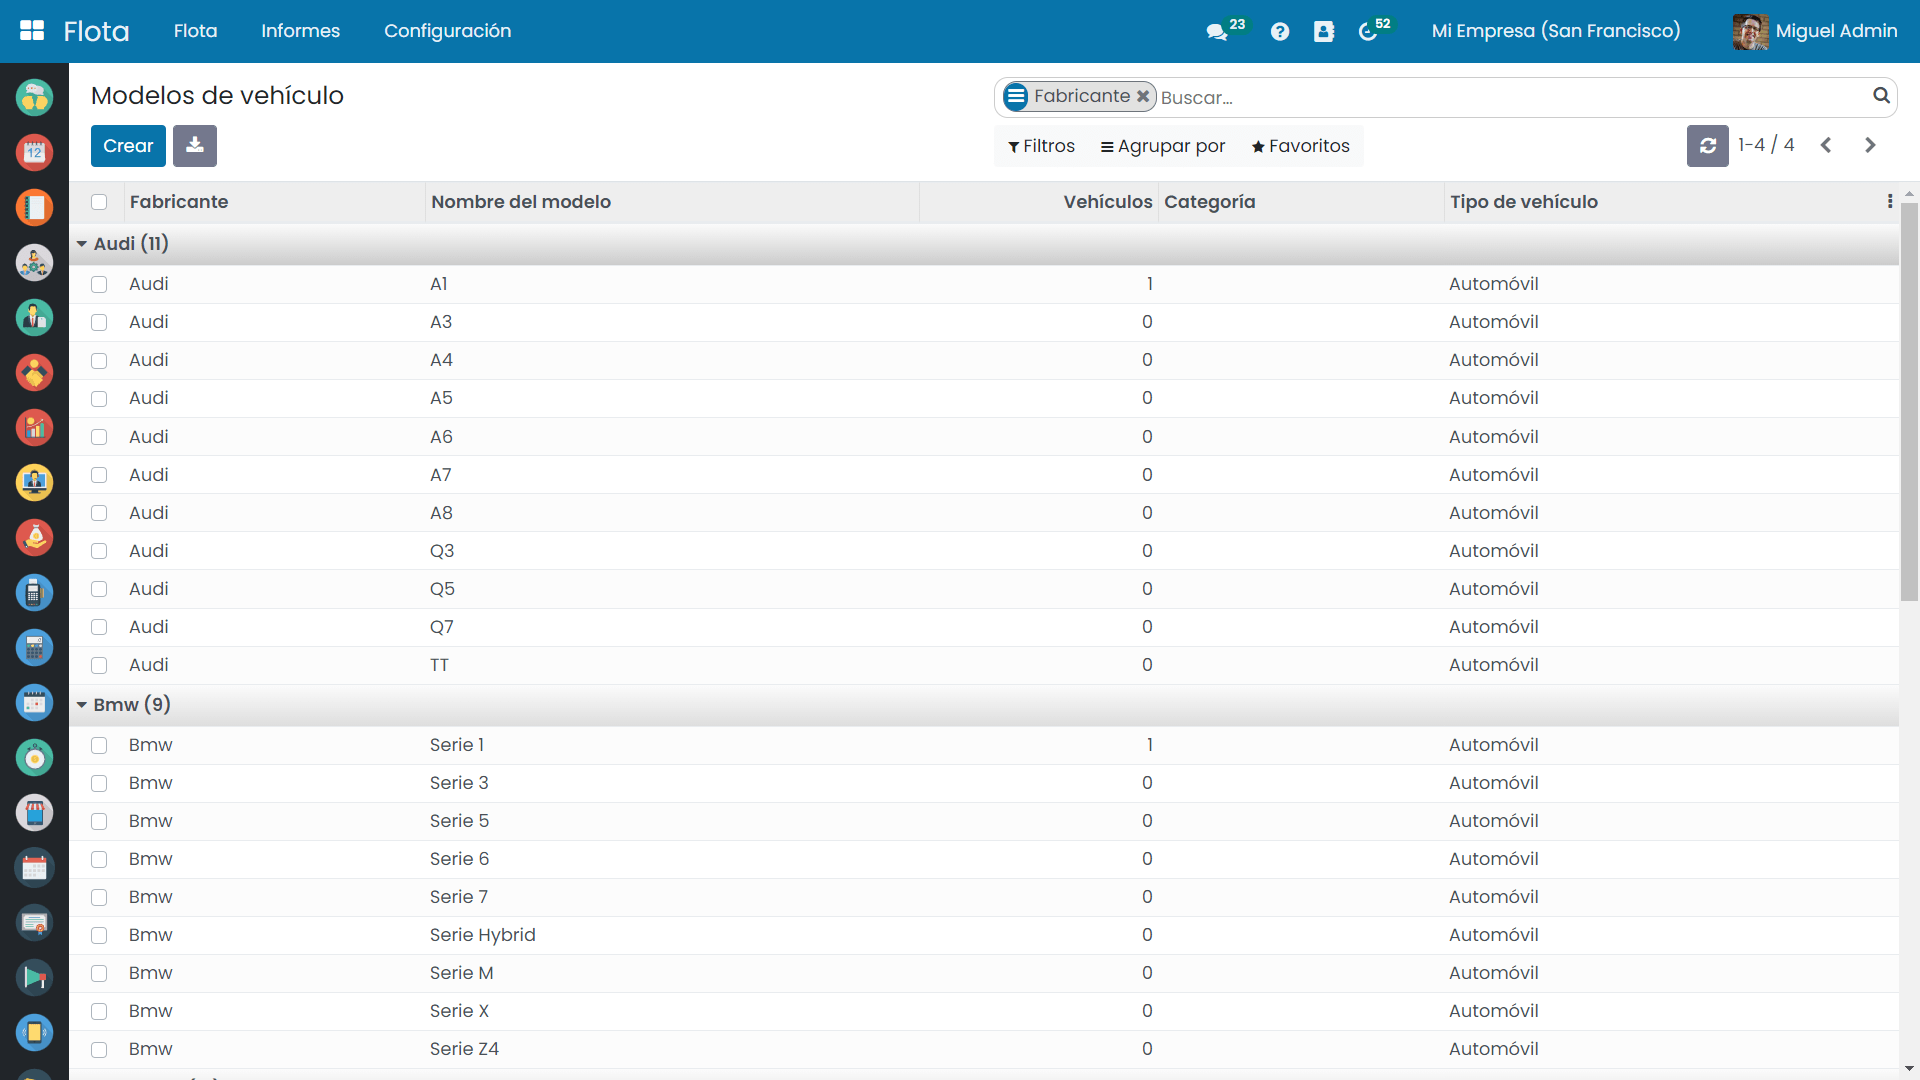 Flota Flota Informes Configuración 23 52 Mi Empresa (San Francisco) Miguel Admin
Modelos de vehículo
Fabricante Buscar...
Crear
Filtros Agrupar por Favoritos
1-4 / 4
Fabricante Nombre del modelo Vehículos Categoría Tipo de vehículo
Audi (11)
Audi A1 1 Automóvil
Audi A3 0 Automóvil
Audi A4 0 Automóvil
Audi A5 0 Automóvil
Audi A6 0 Automóvil
Audi A7 0 Automóvil
Audi A8 0 Automóvil
Audi Q3 0 Automóvil
Audi Q5 0 Automóvil
Audi Q7 0 Automóvil
Audi TT 0 Automóvil
Bmw (9)
Bmw Serie 1 1 Automóvil
Bmw Serie 3 0 Automóvil
Bmw Serie 5 0 Automóvil
Bmw Serie 6 0 Automóvil
Bmw Serie 7 0 Automóvil
Bmw Serie Hybrid 0 Automóvil
Bmw Serie M 0 Automóvil
Bmw Serie X 0 Automóvil
Bmw Serie Z4 0 Automóvil
12